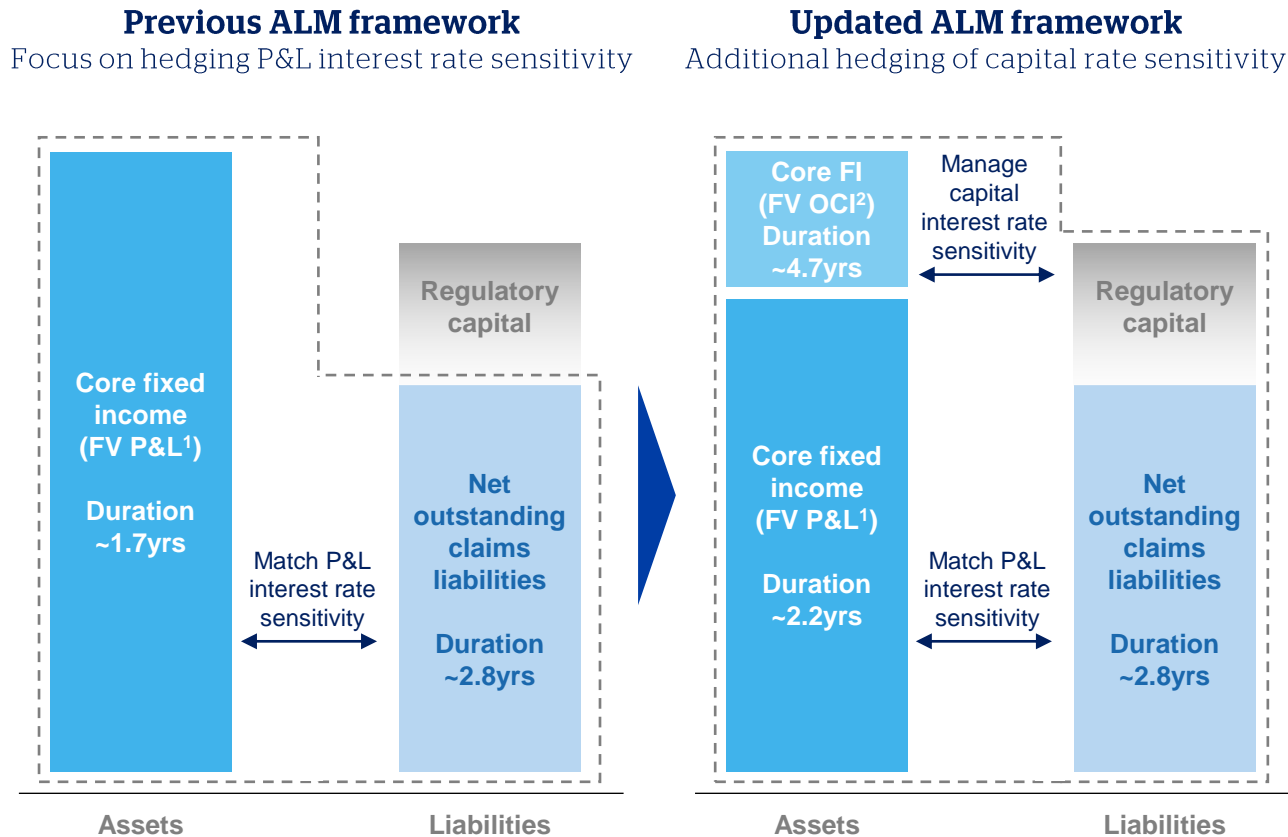 Previous ALM framework
Focus on hedging P&L interest rate sensitivity
Core fixed
income
(FV P&L¹)
Duration
~1.7yrs
Match P&L
interest rate
sensitivity
Regulatory
capital
Net
outstanding
claims
liabilities
Duration
~2.8yrs
Assets
Liabilities
Updated ALM framework
Additional hedging of capital rate sensitivity
Core FI
(FV OCI²)
Duration
~4.7yrs
Manage
capital
interest rate
sensitivity
Regulatory
capital
Core fixed
income
(FV P&L¹)
Duration
~2.2yrs
Match P&L
interest rate
sensitivity
Net
outstanding
claims
liabilities
Duration
~2.8yrs
Assets
Liabilities